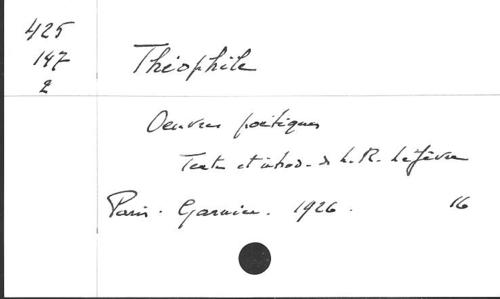 425
147
2
Théophile
Oeuvres poétiques
Texte et introd. de L. R. Lefèvre
Paris. Garnier. 1926. 16